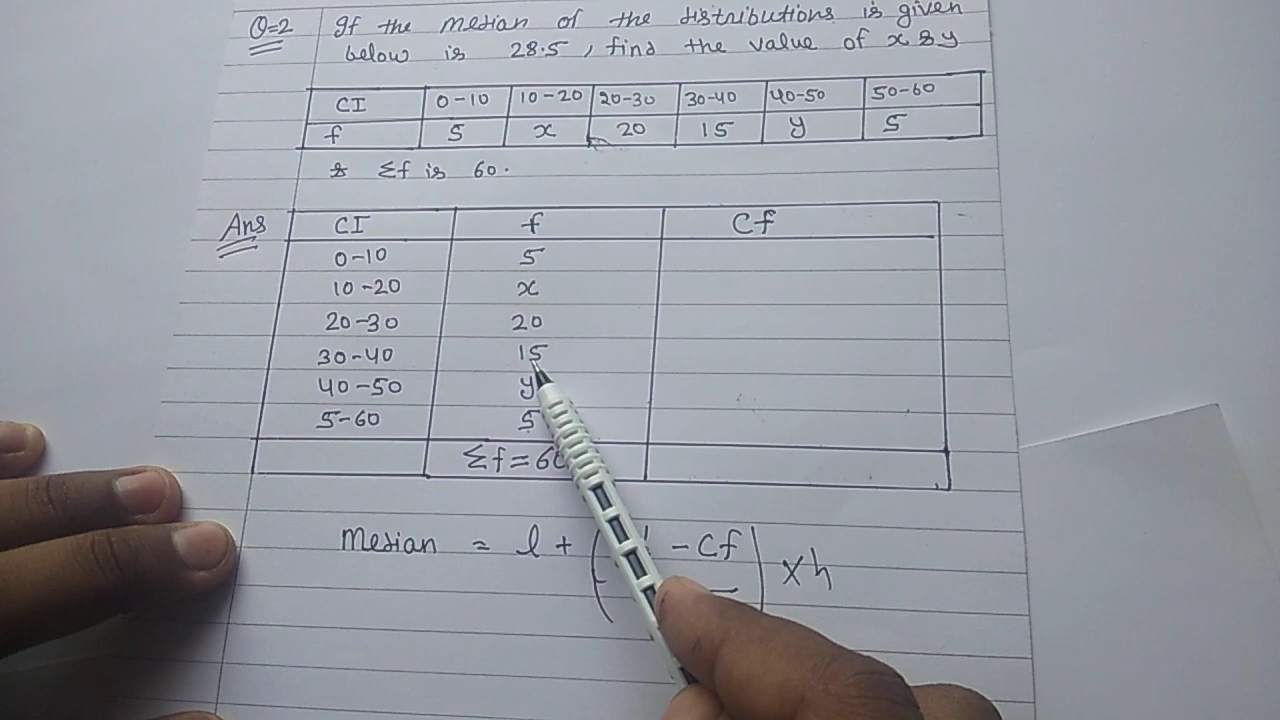 Q=2 If the median of the distributions is given
below is 28.5, find the value of x & y
CI 0-10 10-20 20-30 30-40 40-50 50-60
f 5 x 20 15 y 5
& Σf is 60.
Ans CI f Cf
0-10 5
10-20 x
20-30 20
30-40 15
40-50 y
5-60 5
Σf=60
Median = l + ( - Cf ) × h